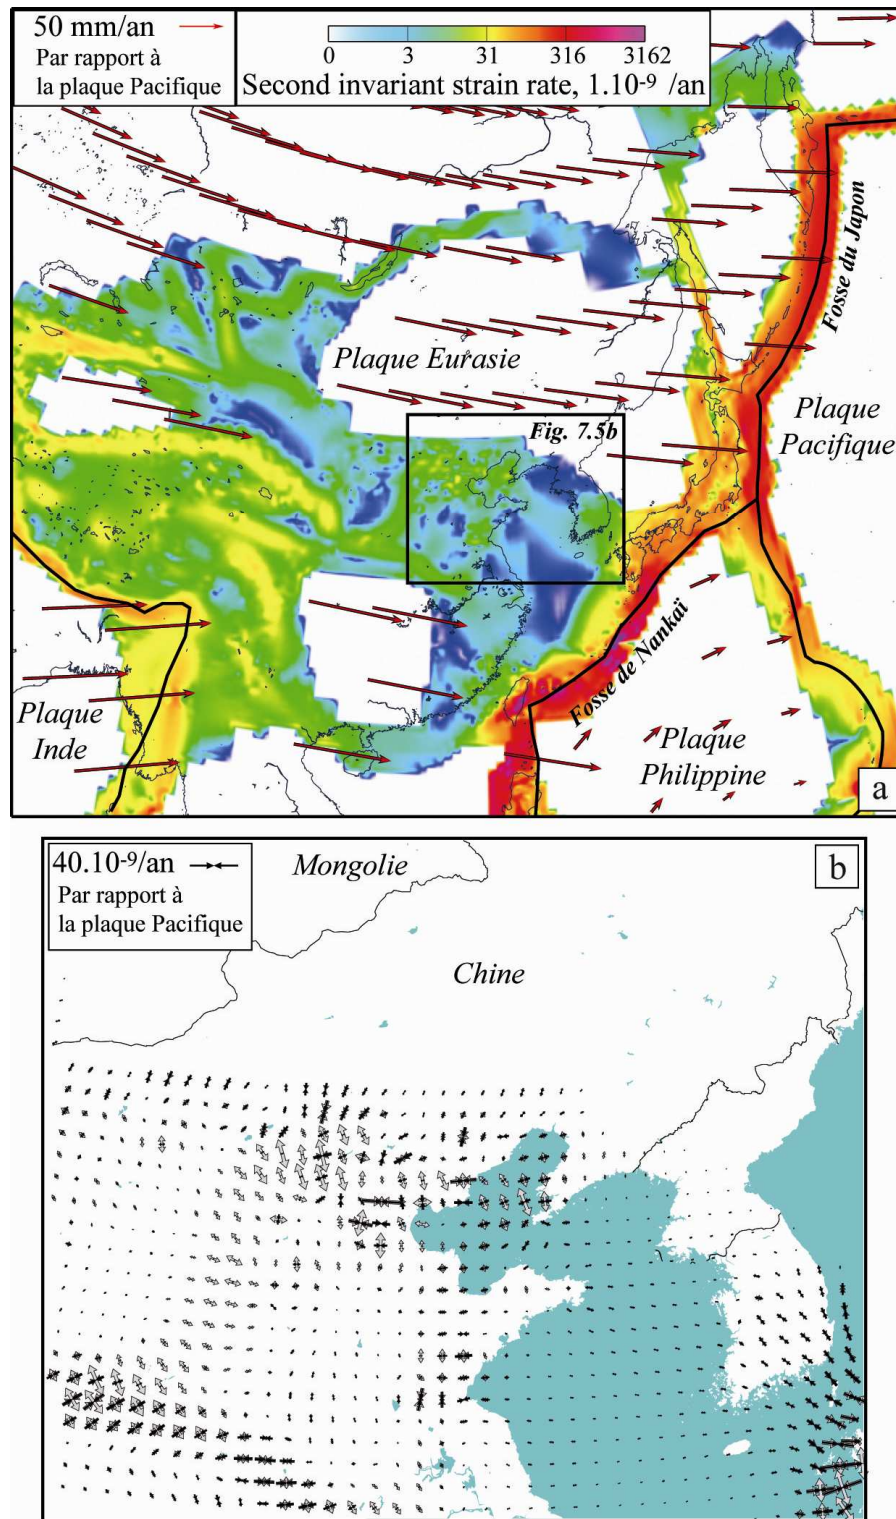 50 mm/an
Par rapport à
la plaque Pacifique
0 3 31 316 3162
Second invariant strain rate, 1.10-9 /an
Fosse du Japon
Plaque Eurasie
Plaque
Pacifique
Fig. 7.5b
Fosse de Nankaï
Plaque
Inde
Plaque
Philippine
a
40.10-9/an
Par rapport à
la plaque Pacifique
Mongolie
b
Chine